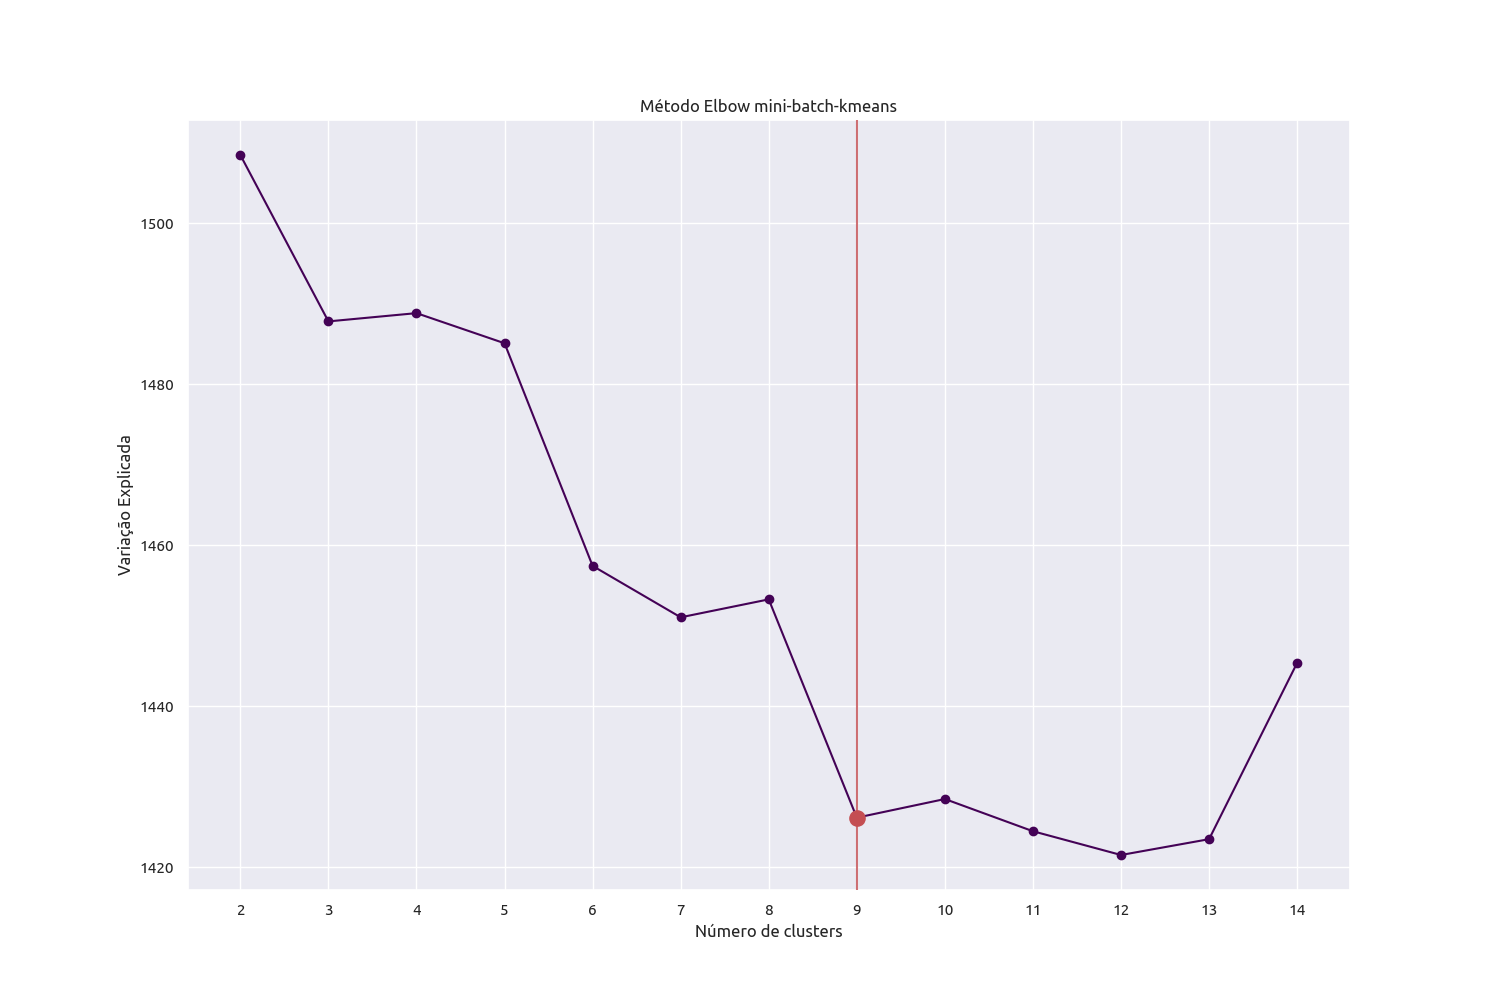 Método Elbow mini-batch-kmeans
Variação Explicada
1500
1480
1460
1440
1420
2 3 4 5 6 7 8 9 10 11 12 13 14
Número de clusters